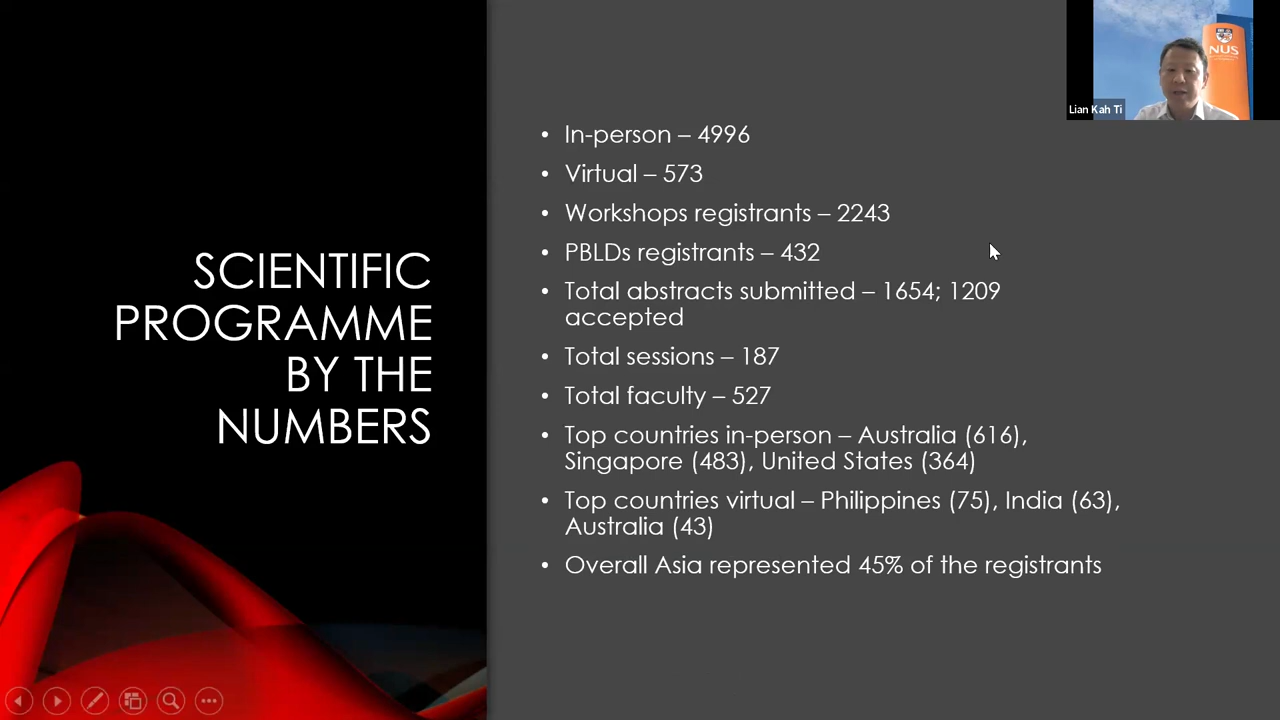 SCIENTIFIC
PROGRAMME
BY THE
NUMBERS
• In-person – 4996
• Virtual – 573
• Workshops registrants – 2243
• PBLDs registrants – 432
• Total abstracts submitted – 1654; 1209
accepted
• Total sessions – 187
• Total faculty – 527
• Top countries in-person – Australia (616),
Singapore (483), United States (364)
• Top countries virtual – Philippines (75), India (63),
Australia (43)
• Overall Asia represented 45% of the registrants
NUS
Lian Kah Ti